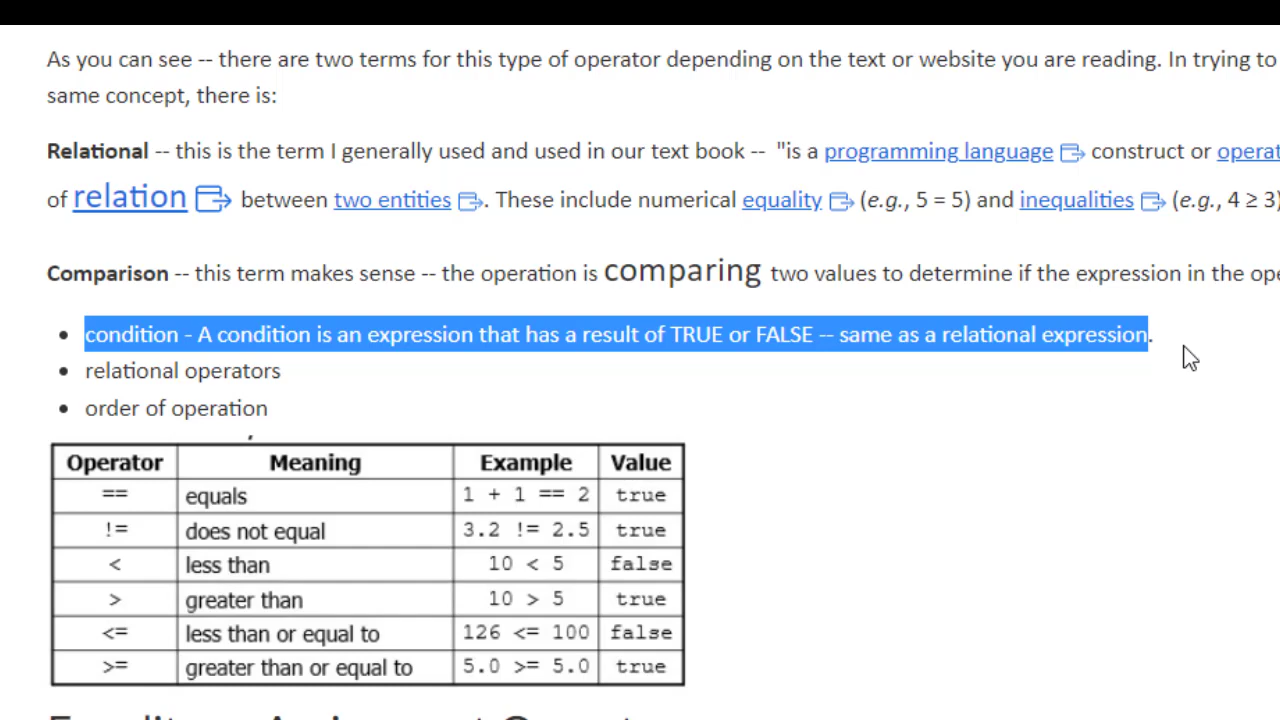 As you can see -- there are two terms for this type of operator depending on the text or website you are reading. In trying to
same concept, there is:
Relational -- this is the term I generally used and used in our text book -- "is a programming language construct or
of relation between two entities. These include numerical equality (e.g., 5 = 5) and inequalities (e.g., 4 ≥ 3)
Comparison -- this term makes sense -- the operation is comparing two values to determine if the expression in the
• condition - A condition is an expression that has a result of TRUE or FALSE -- same as a relational expression.
• relational operators
• order of operation
Operator Meaning Example Value
== equals 1 + 1 == 2 true
!= does not equal 3.2 != 2.5 true
< less than 10 < 5 false
> greater than 10 > 5 true
<= less than or equal to 126 <= 100 false
>= greater than or equal to 5.0 >= 5.0 true